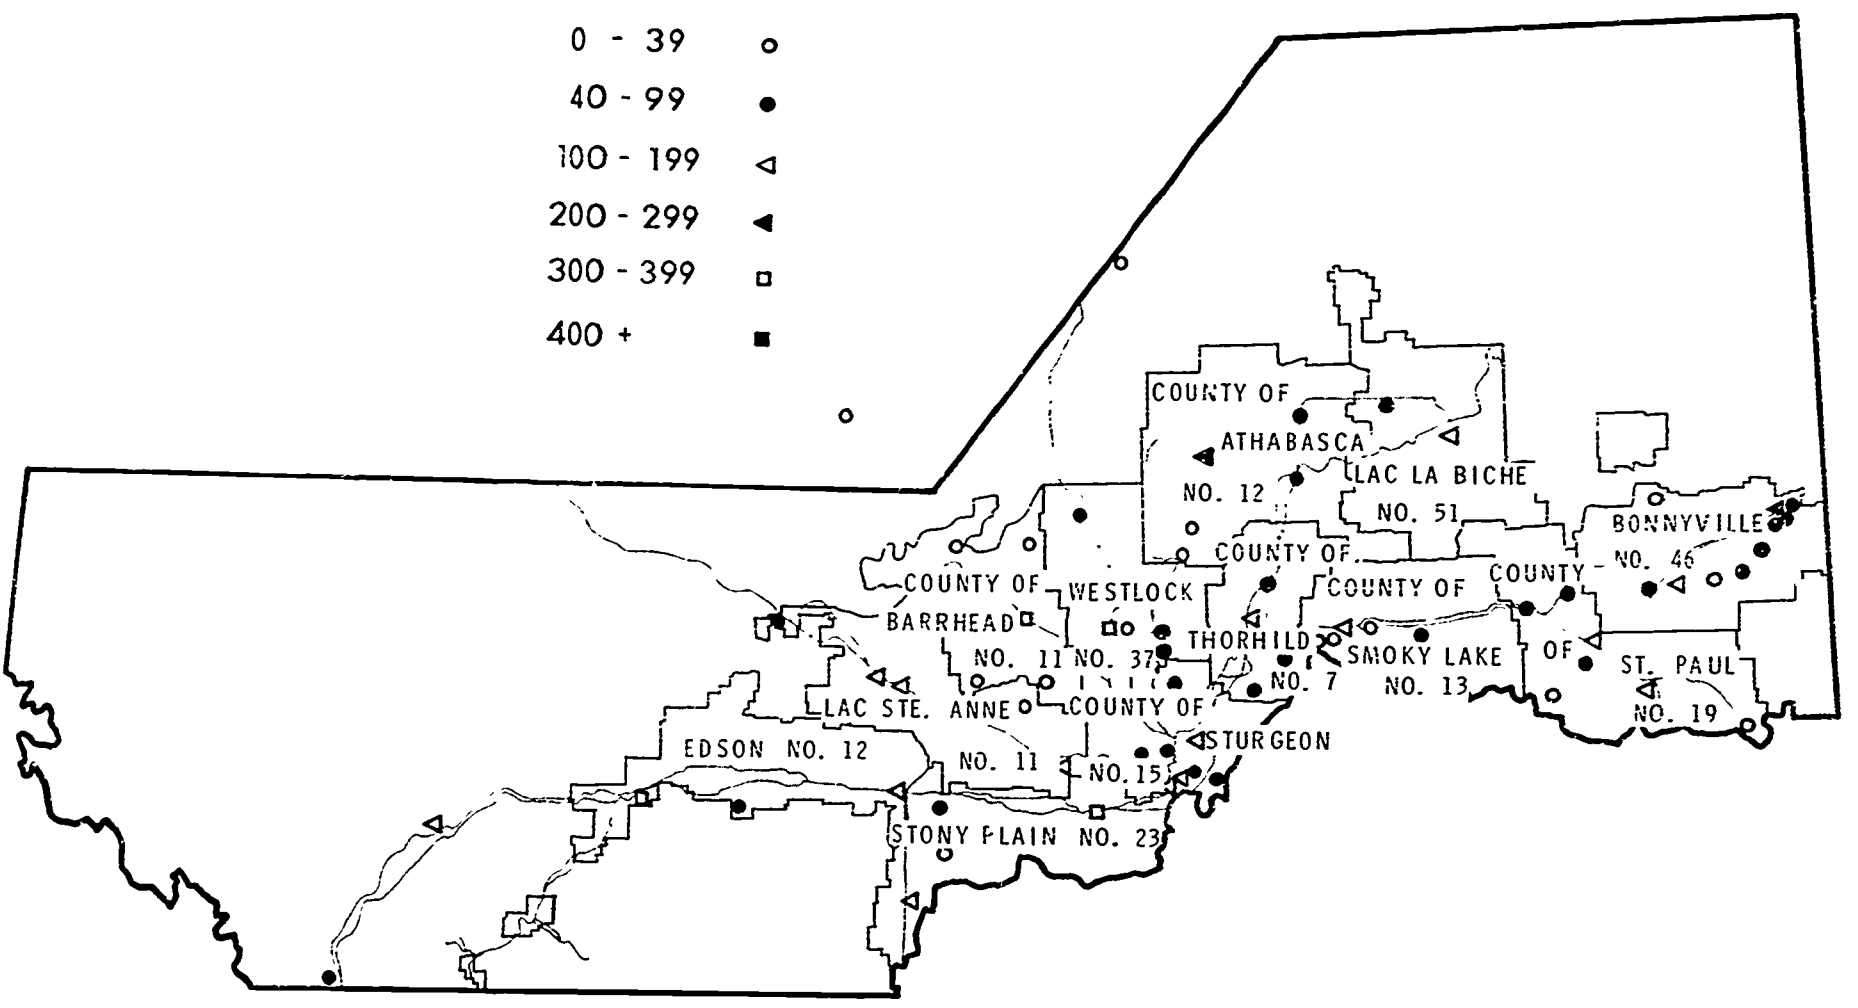 0 - 39
40 - 99
100 - 199
200 - 299
300 - 399
400 +
COUNTY OF
ATHABASCA
NO. 12
LAC LA BICHE
NO. 51
BONNYVILLE
NO. 46
COUNTY OF
COUNTY OF
COUNTY
OF
ST. PAUL
NO. 19
COUNTY OF
BARRHEAD
NO. 11
WESTLOCK
NO. 37
THORHILD
NO. 7
SMOKY LAKE
NO. 13
LAC STE. ANNE
NO. 11
COUNTY OF
STURGEON
NO. 15
EDSON NO. 12
STONY PLAIN NO. 23